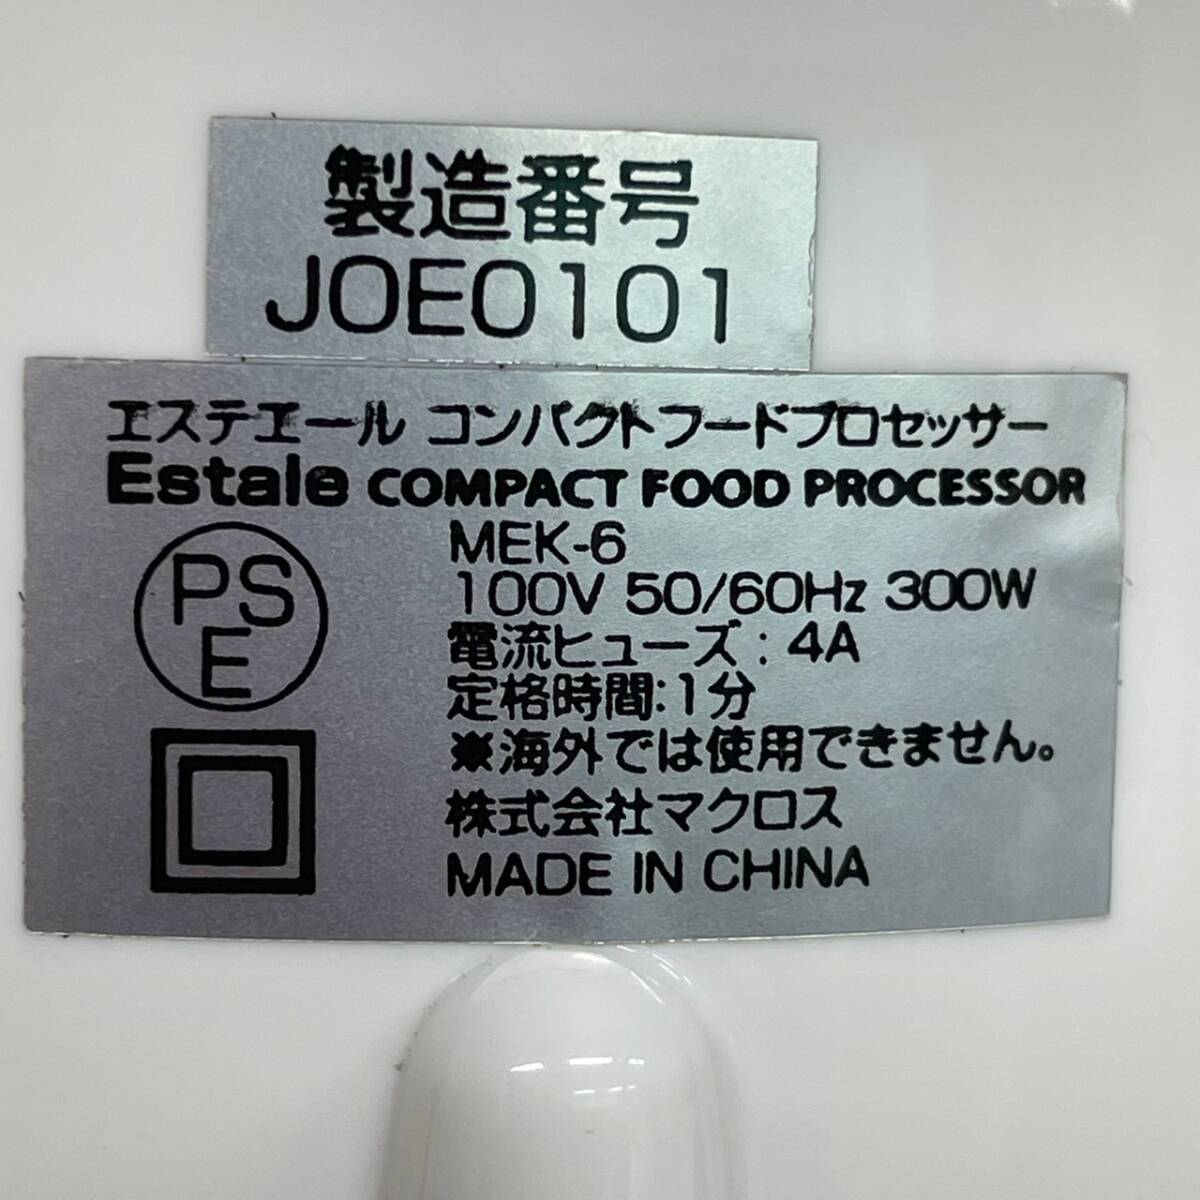 製造番号
JOE0101
エステエール コンパクトフードプロセッサー
Estale COMPACT FOOD PROCESSOR
PS
E
MEK-6
100V 50/60Hz 300W
電流ヒューズ：4A
定格時間:1分
※海外では使用できません。
株式会社マクロス
MADE IN CHINA